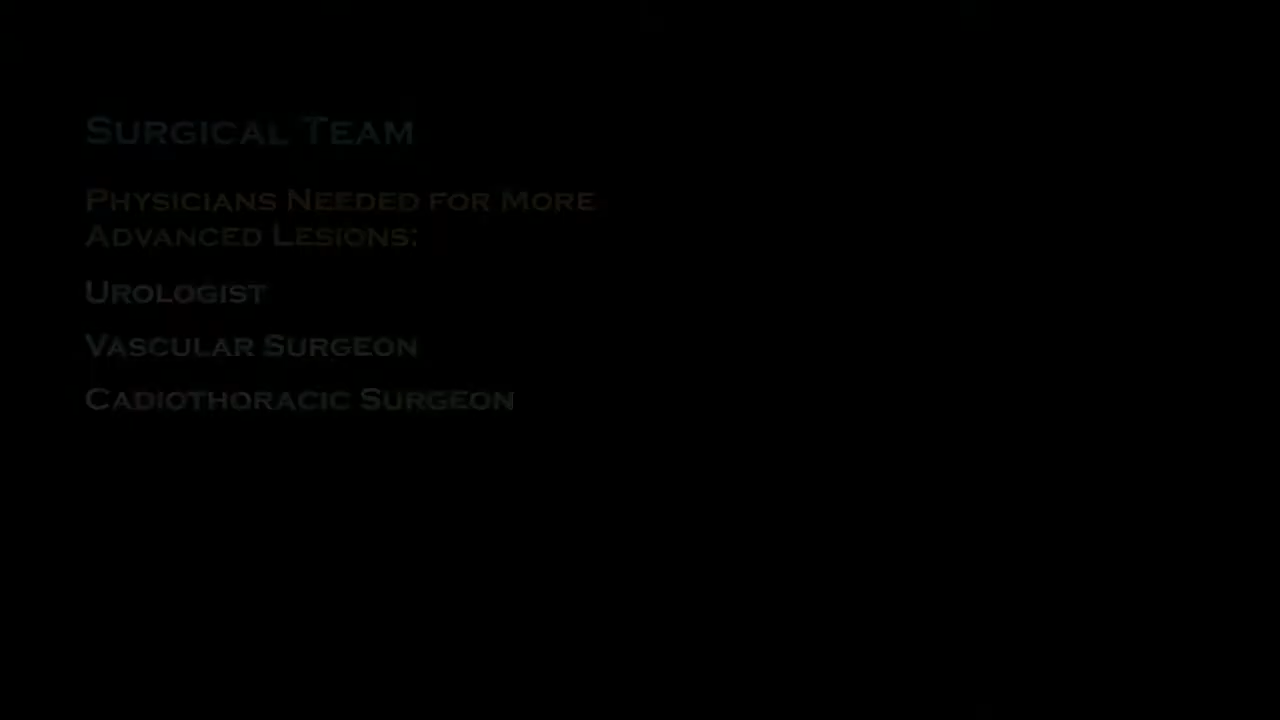 Surgical Team
Physicians Needed for More
Advanced Lesions:
Urologist
Vascular Surgeon
Cadiothoracic Surgeon